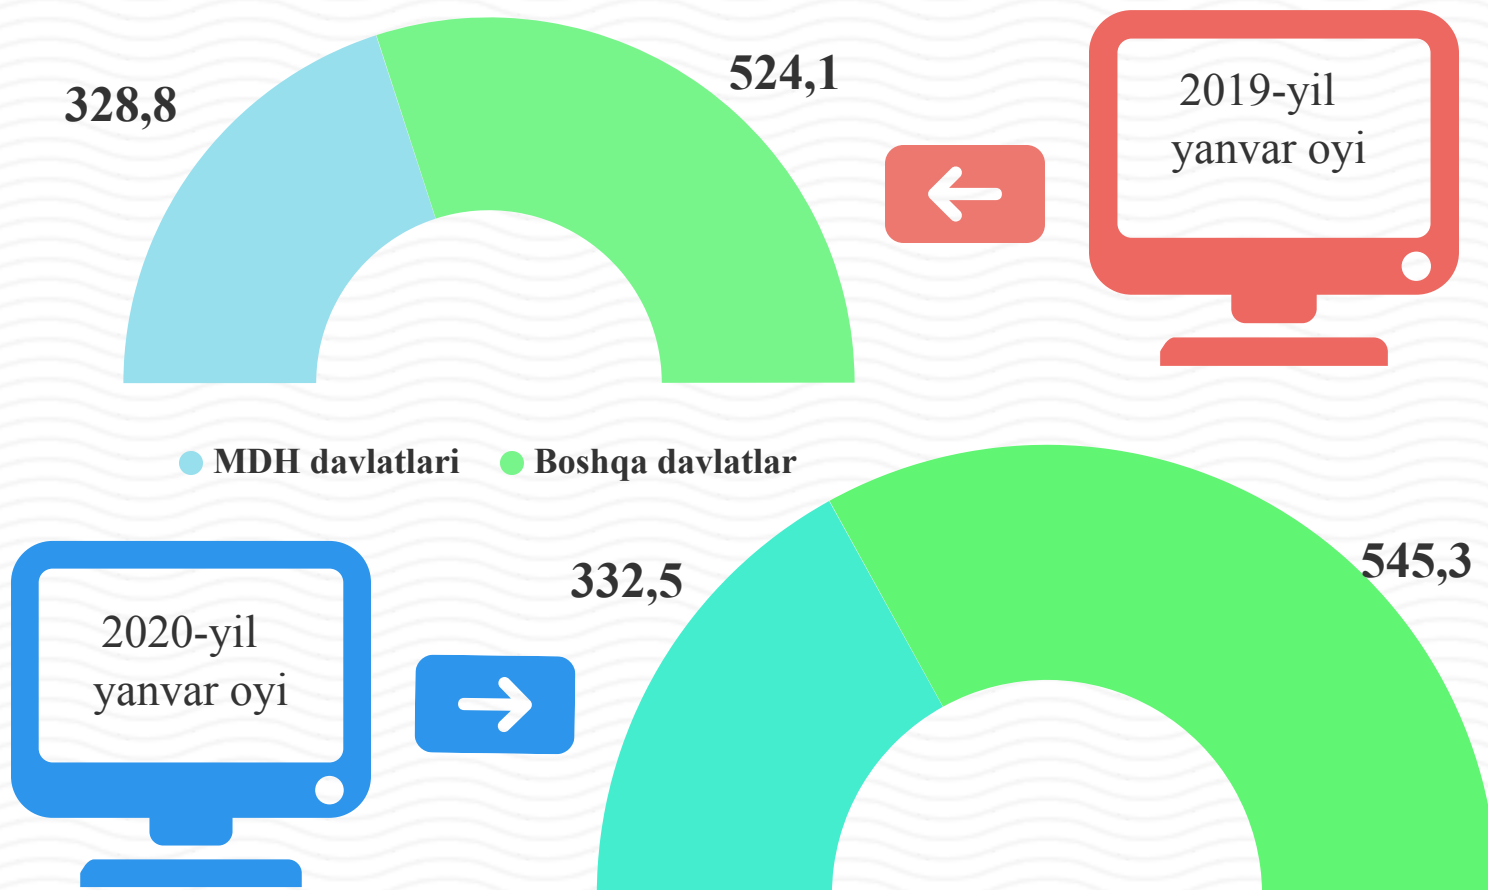 328,8
524,1
2019-yil
yanvar oyi
MDH davlatlari
Boshqa davlatlar
332,5
545,3
2020-yil
yanvar oyi